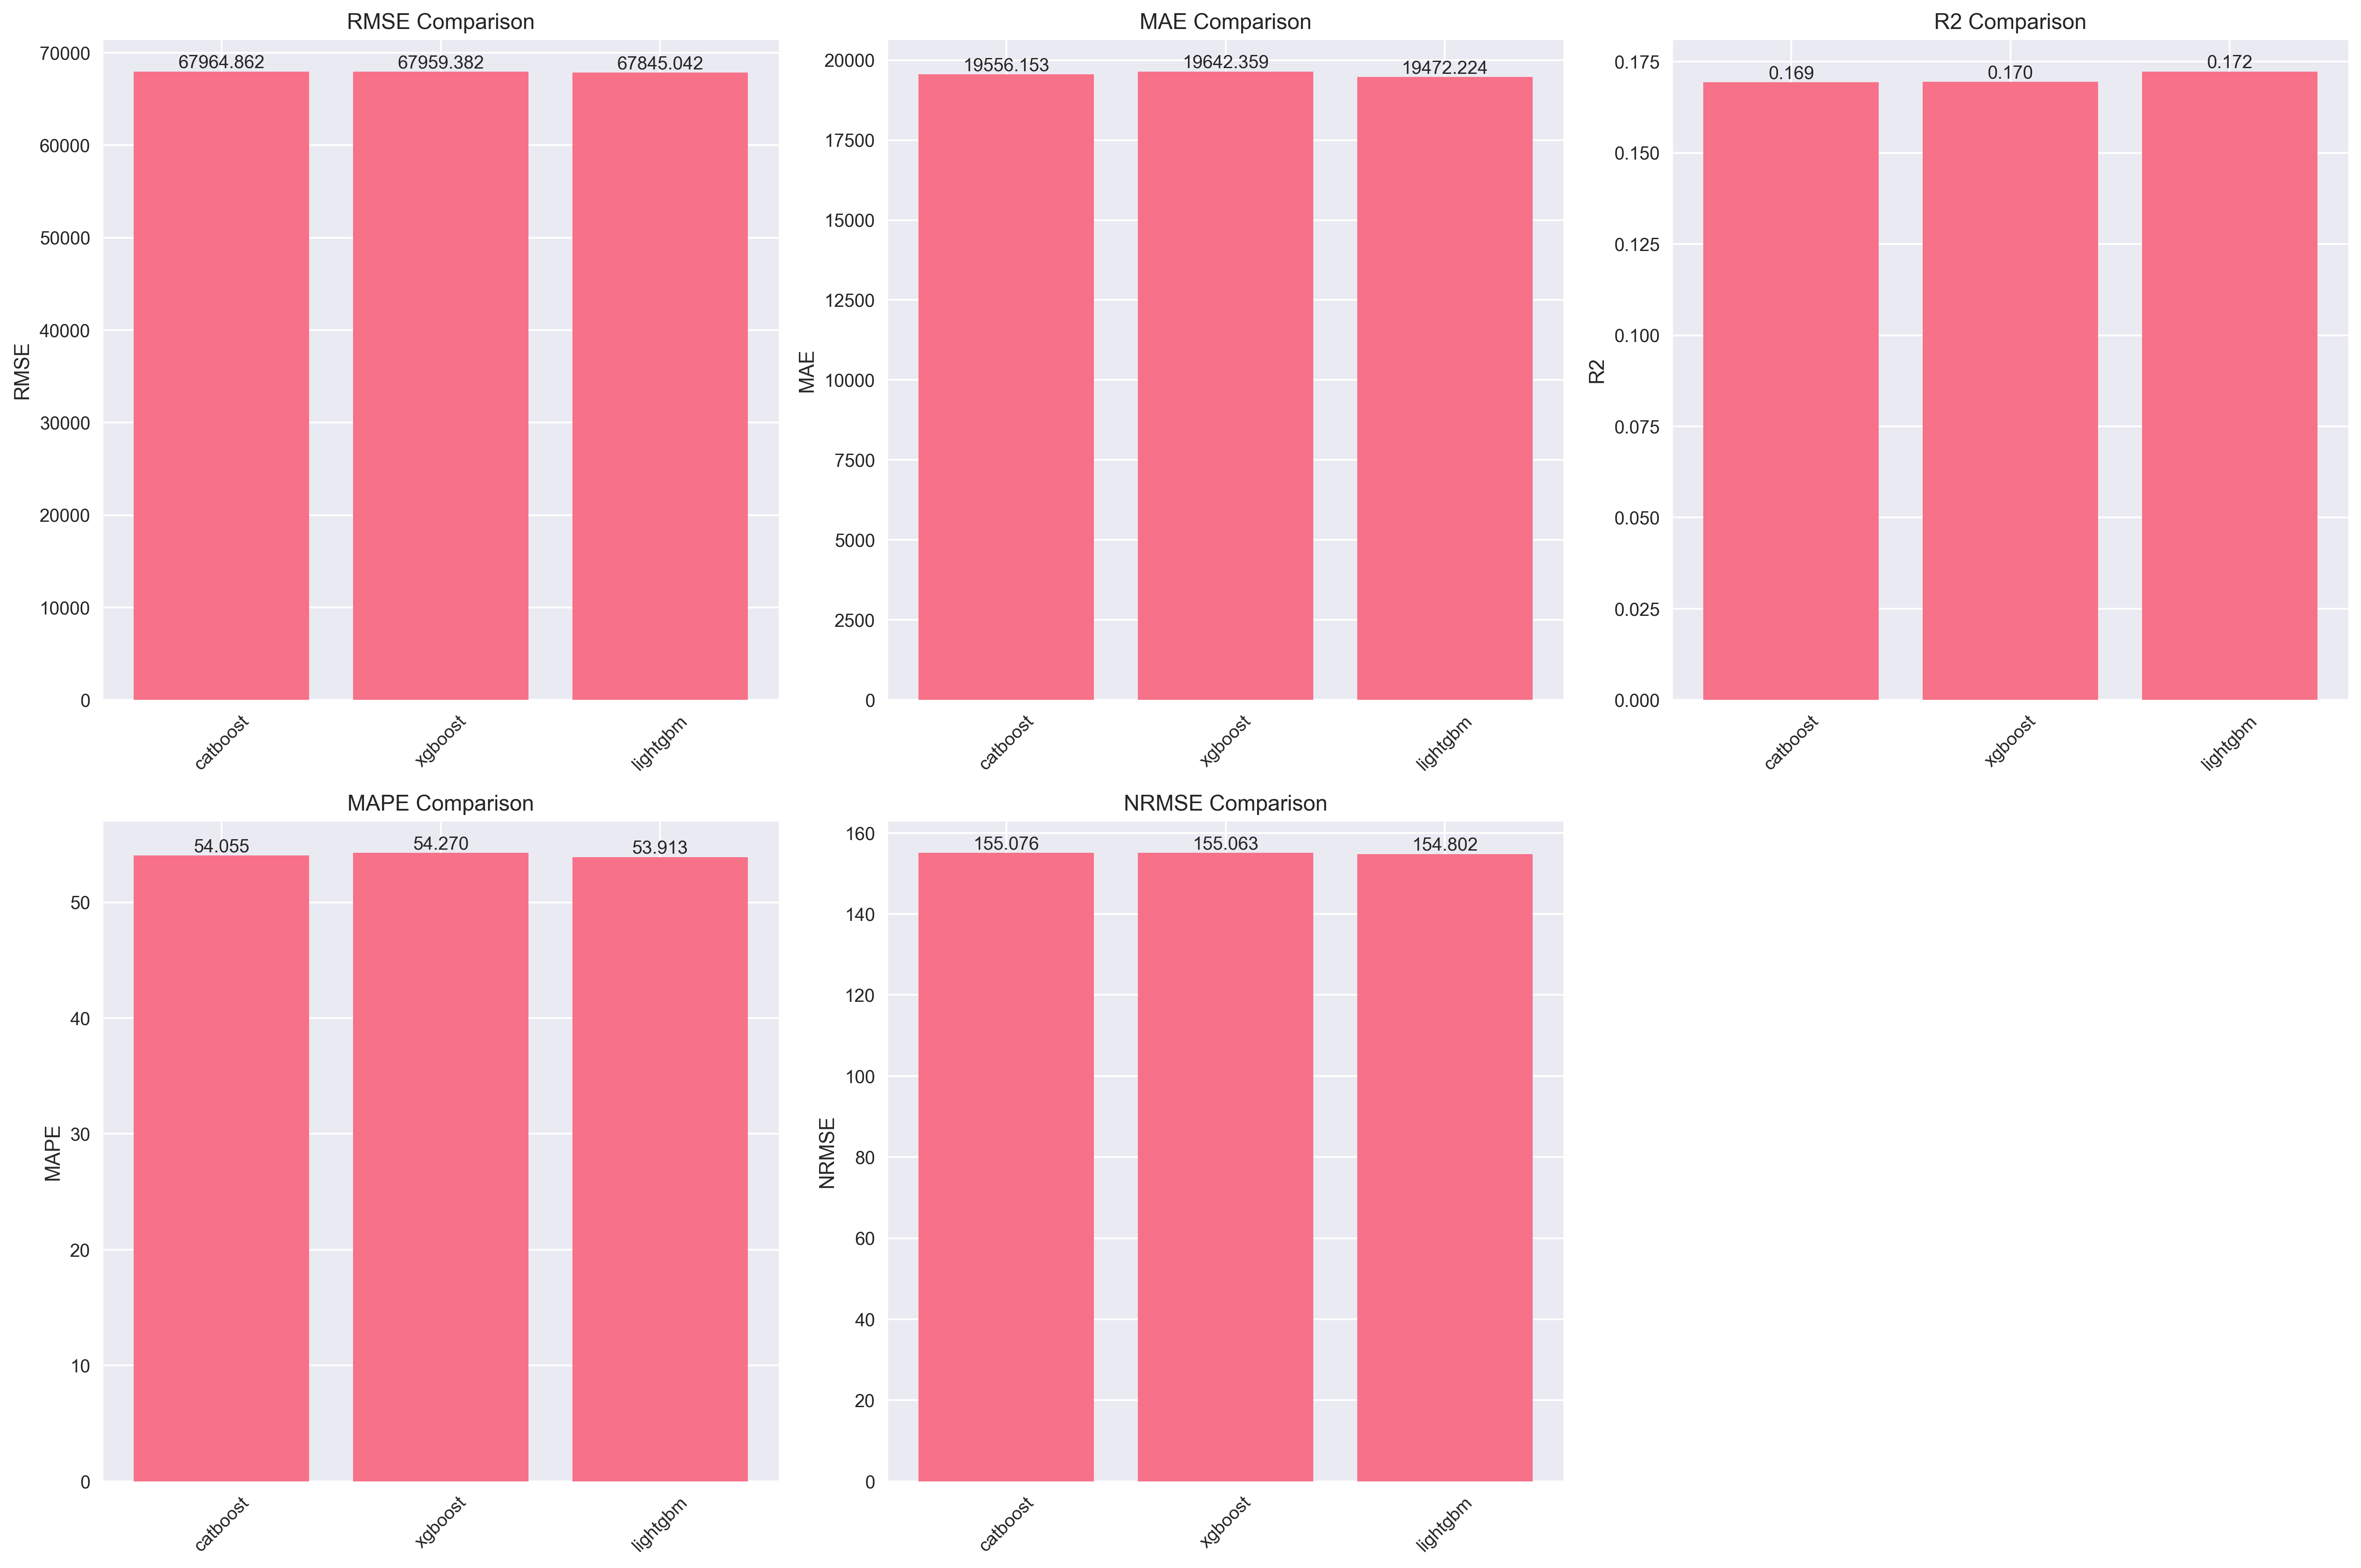 RMSE Comparison
RMSE
70000
60000
50000
40000
30000
20000
10000
0
67964.862
67959.382
67845.042
catboost
xgboost
lightgbm
MAE Comparison
MAE
20000
17500
15000
12500
10000
7500
5000
2500
0
19556.153
19642.359
19472.224
catboost
xgboost
lightgbm
R2 Comparison
R2
0.175
0.150
0.125
0.100
0.075
0.050
0.025
0.000
0.169
0.170
0.172
catboost
xgboost
lightgbm
MAPE Comparison
MAPE
50
40
30
20
10
0
54.055
54.270
53.913
catboost
xgboost
lightgbm
NRMSE Comparison
NRMSE
160
140
120
100
80
60
40
20
0
155.076
155.063
154.802
catboost
xgboost
lightgbm